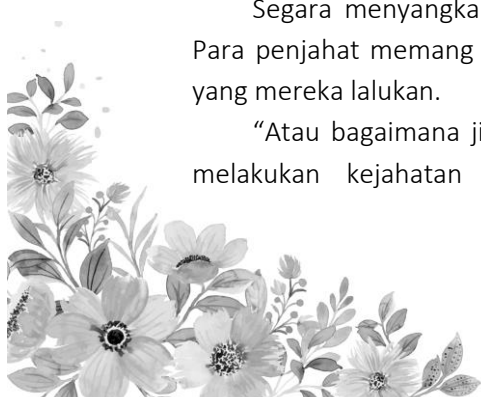 Segara menyangka
Para penjahat memang
yang mereka lalukan.
“Atau bagaimana ji
melakukan kejahatan